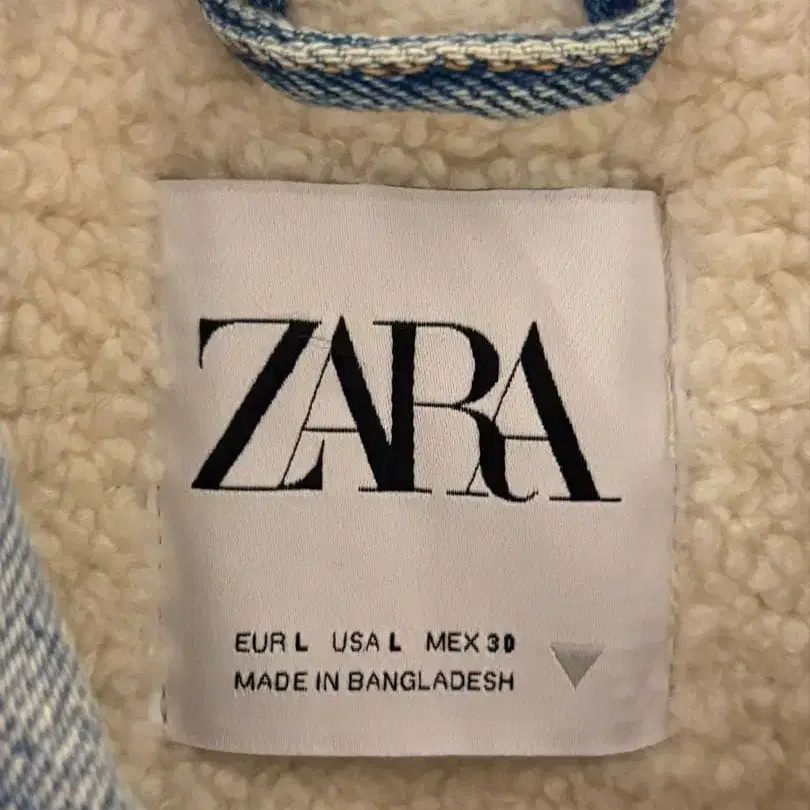 ZARA
EUR L USA L MEX 30
MADE IN BANGLADESH